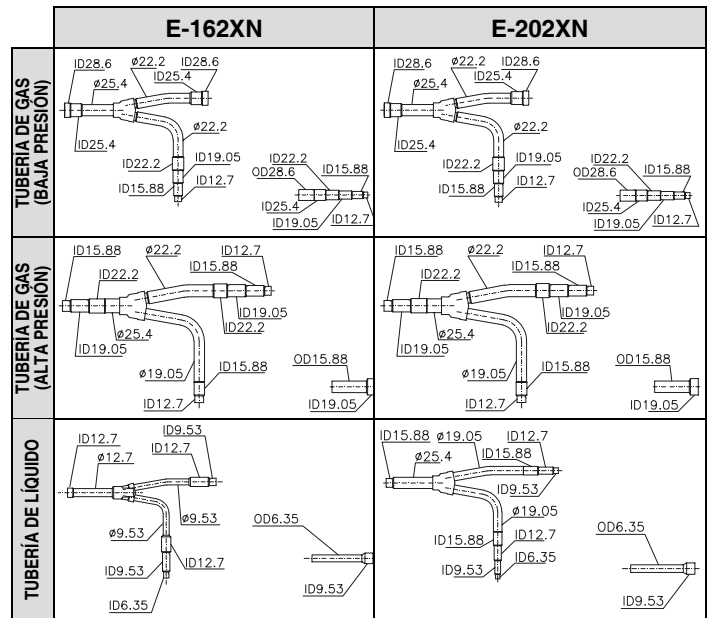 E-162XN
E-202XN
TUBERÍA DE GAS
(BAJA PRESIÓN)
ID28.6
ø25.4
ø22.2
ID28.6
ID25.4
ID25.4
ø22.2
ID22.2
ID19.05
ID15.88
ID12.7
ID22.2
OD28.6
ID15.88
ID25.4
ID19.05
ID12.7
ID28.6
ø25.4
ø22.2
ID28.6
ID25.4
ID25.4
ø22.2
ID22.2
ID19.05
ID15.88
ID12.7
ID22.2
OD28.6
ID15.88
ID25.4
ID19.05
ID12.7
TUBERÍA DE GAS
(ALTA PRESIÓN)
ID15.88
ID22.2
ø22.2
ID12.7
ID15.88
ID19.05
ID22.2
ø25.4
ID19.05
ø19.05
ID15.88
ID12.7
OD15.88
ID19.05
ID15.88
ID22.2
ø22.2
ID12.7
ID15.88
ID19.05
ID22.2
ø25.4
ID19.05
ø19.05
ID15.88
ID12.7
OD15.88
ID19.05
TUBERÍA DE LÍQUIDO
ID12.7
ø12.7
ID9.53
ID12.7
ø9.53
ø9.53
ID12.7
ID9.53
ID6.35
OD6.35
ID9.53
ID15.88
ø25.4
ø19.05
ID12.7
ID15.88
ID9.53
ø19.05
ID15.88
ID12.7
ID9.53
ID6.35
OD6.35
ID9.53